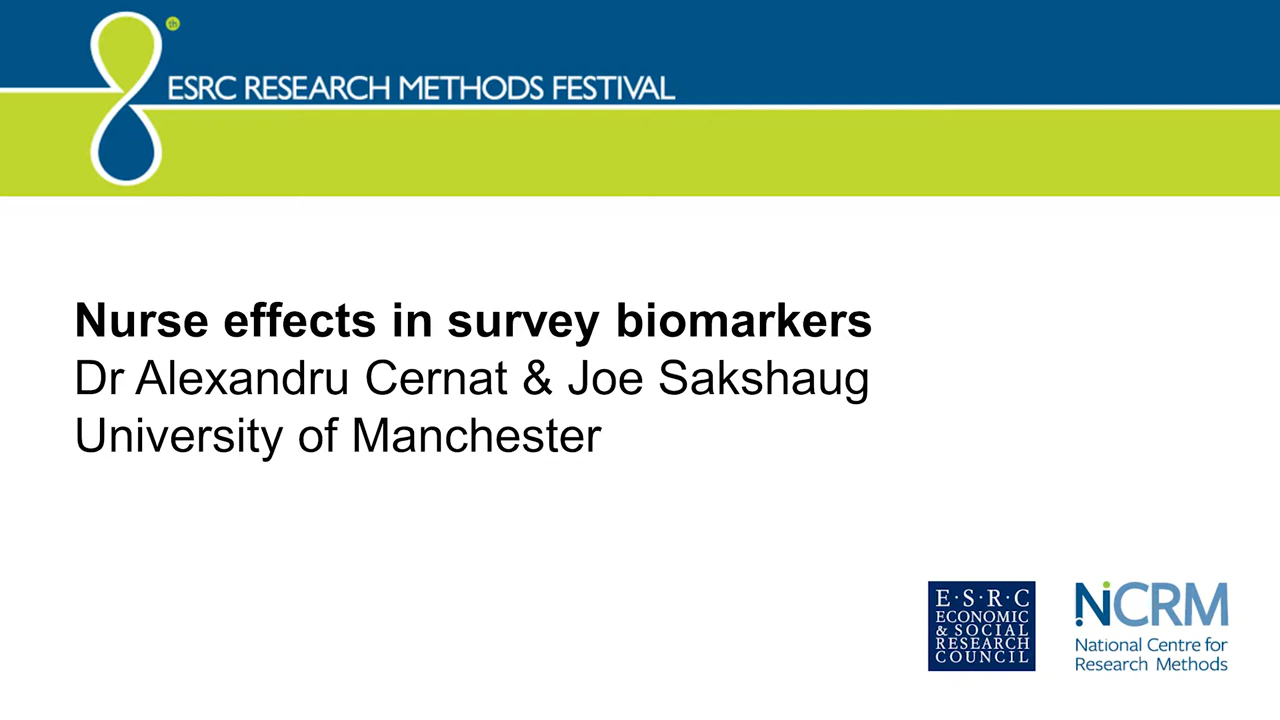 th
ESRC RESEARCH METHODS FESTIVAL
Nurse effects in survey biomarkers
Dr Alexandru Cernat & Joe Sakshaug
University of Manchester
E·S·R·C
ECONOMIC
& SOCIAL
RESEARCH
COUNCIL
NCRM
National Centre for
Research Methods